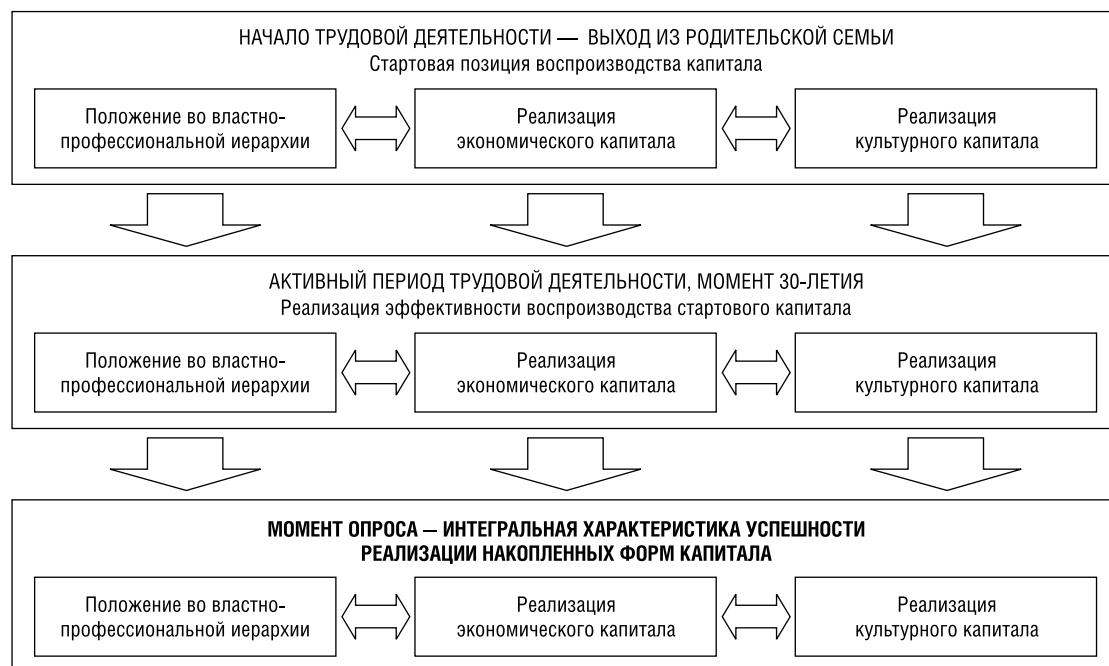 НАЧАЛО ТРУДОВОЙ ДЕЯТЕЛЬНОСТИ — ВЫХОД ИЗ РОДИТЕЛЬСКОЙ СЕМЬИ
Стартовая позиция воспроизводства капитала
Положение во властно-
профессиональной иерархии
Реализация
экономического капитала
Реализация
культурного капитала
АКТИВНЫЙ ПЕРИОД ТРУДОВОЙ ДЕЯТЕЛЬНОСТИ, МОМЕНТ 30-ЛЕТИЯ
Реализация эффективности воспроизводства стартового капитала
Положение во властно-
профессиональной иерархии
Реализация
экономического капитала
Реализация
культурного капитала
МОМЕНТ ОПРОСА — ИНТЕГРАЛЬНАЯ ХАРАКТЕРИСТИКА УСПЕШНОСТИ
РЕАЛИЗАЦИИ НАКОПЛЕННЫХ ФОРМ КАПИТАЛА
Положение во властно-
профессиональной иерархии
Реализация
экономического капитала
Реализация
культурного капитала